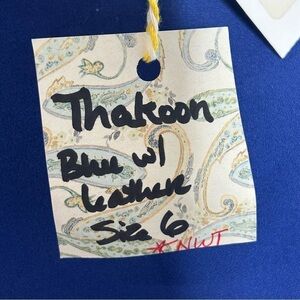 Thakoon
Blue w/
leather
Size 6
* NWT